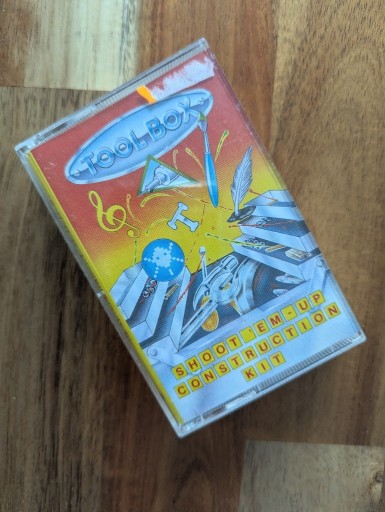 TOOLBOX
T
SHOOT-'EM-UP
CONSTRUCTION
KIT